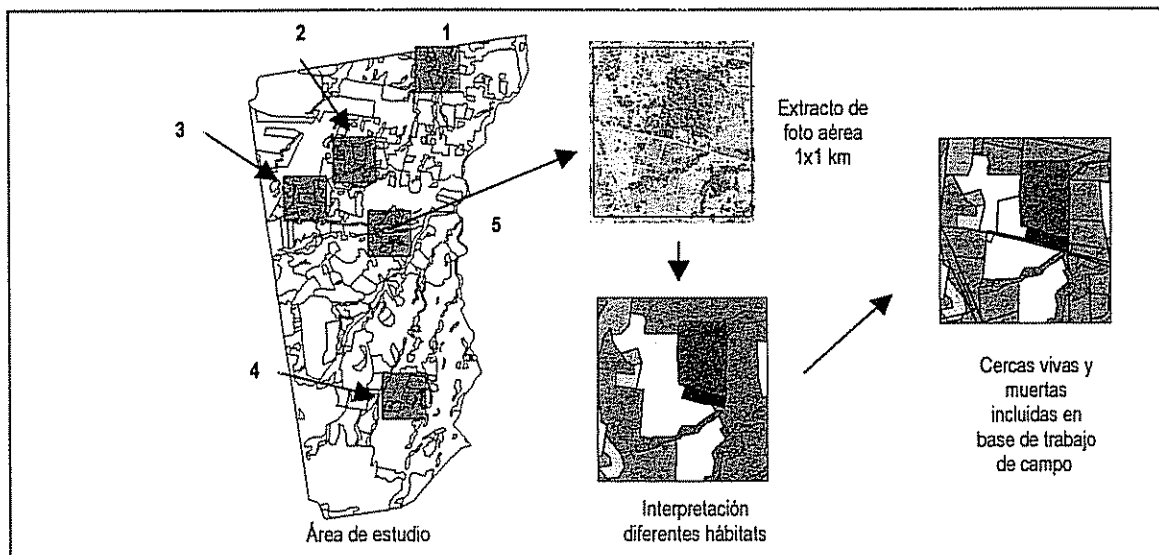 1
2
3
4
5
Extracto de
foto aérea
1x1 km
Cercas vivas y
muertas
incluidas en
base de trabajo
de campo
Interpretación
diferentes hábitats
Área de estudio